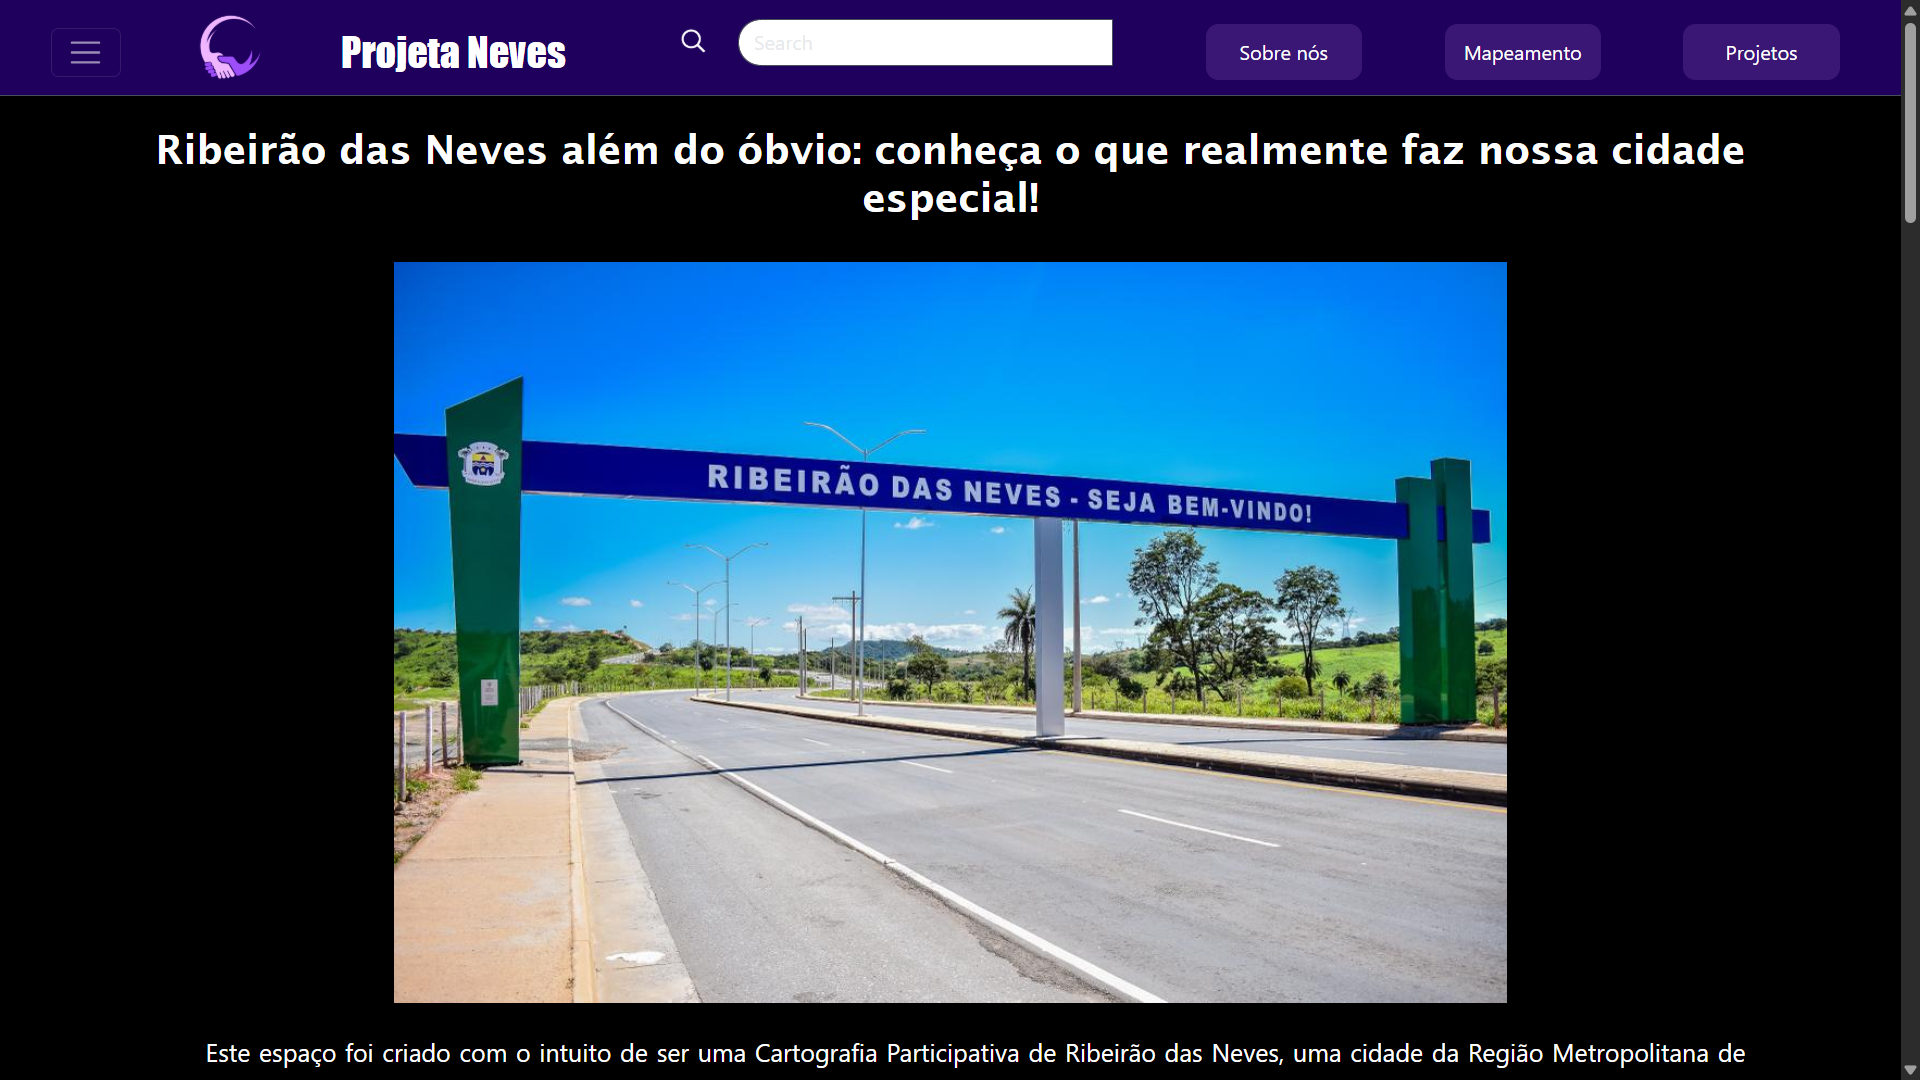 Projeta Neves
Search
Sobre nós
Mapeamento
Projetos
Ribeirão das Neves além do óbvio: conheça o que realmente faz nossa cidade
especial!
RIBEIRÃO DAS NEVES - SEJA BEM-VINDO!
Este espaço foi criado com o intuito de ser uma Cartografia Participativa de Ribeirão das Neves, uma cidade da Região Metropolitana de